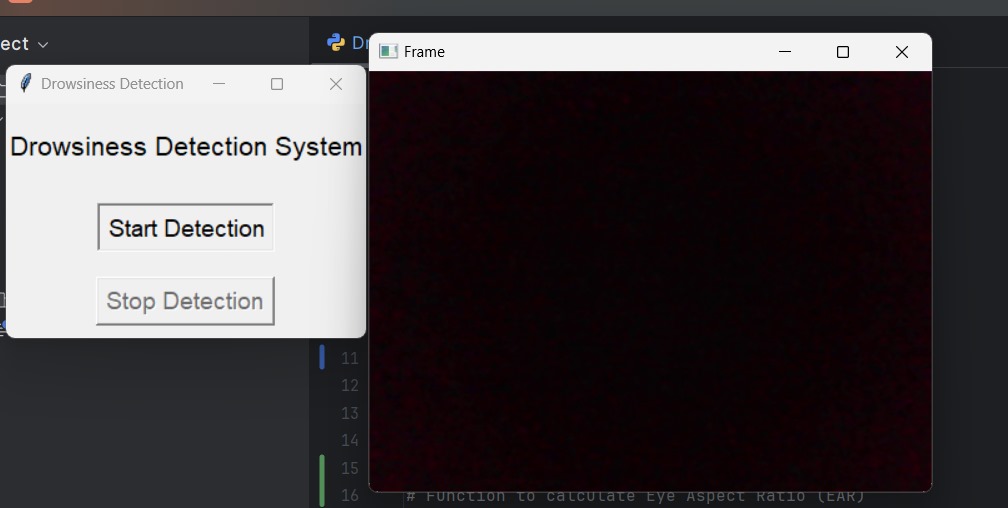 ect
Dr
Frame
Drowsiness Detection
Drowsiness Detection System
Start Detection
Stop Detection
11
12
13
14
15
16 # Function to calculate Eye Aspect Ratio (EAR)